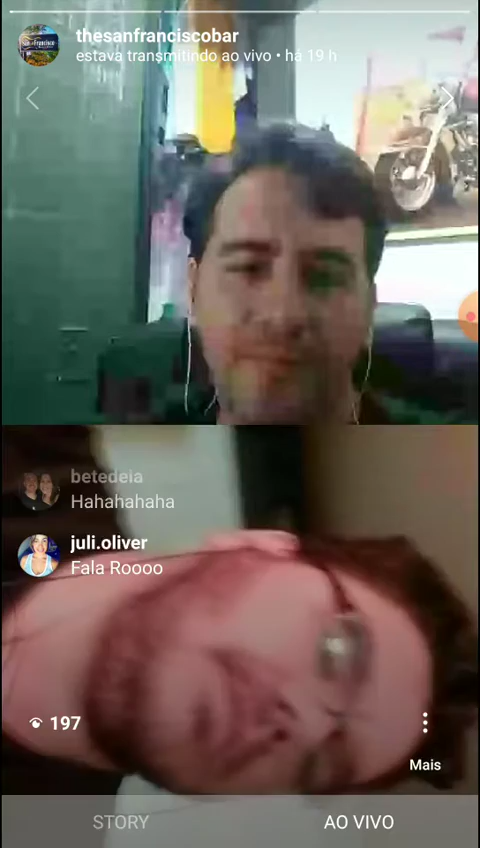 thesanfranciscobar
estava transmitindo ao vivo • há 19 h
betedeia
Hahahahaha
juli.oliver
Fala Roooo
197
Mais
STORY
AO VIVO